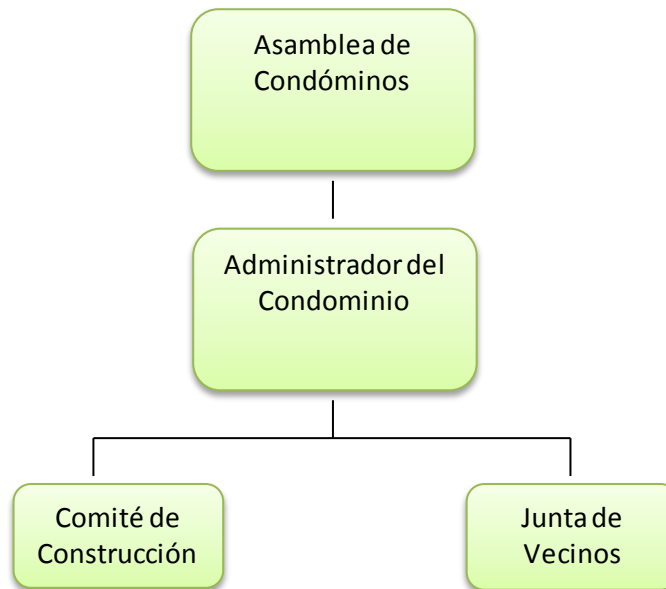 Asamblea de
Condóminos
Administrador del
Condominio
Comité de
Construcción
Junta de
Vecinos